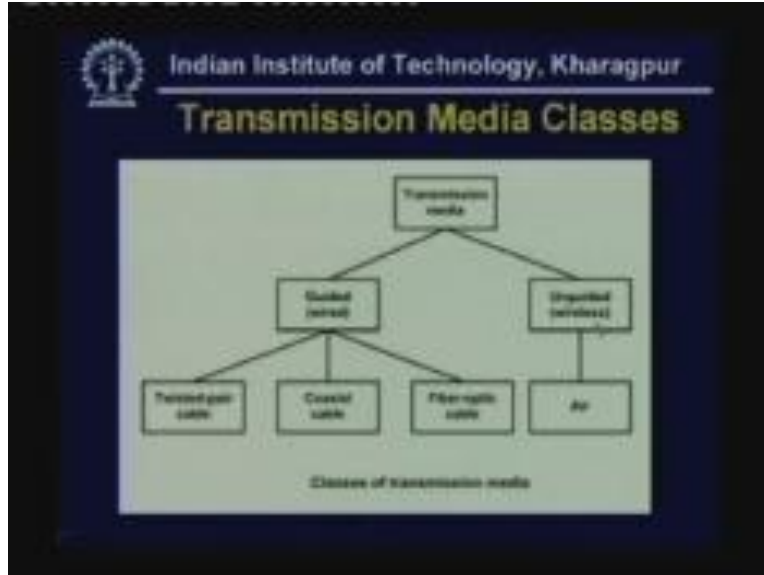 Indian Institute of Technology, Kharagpur
Transmission Media Classes
Transmission
media
Guided
(wired)
Unguided
(wireless)
Twisted-pair
cable
Coaxial
cable
Fiber-optic
cable
Air
Classes of transmission media